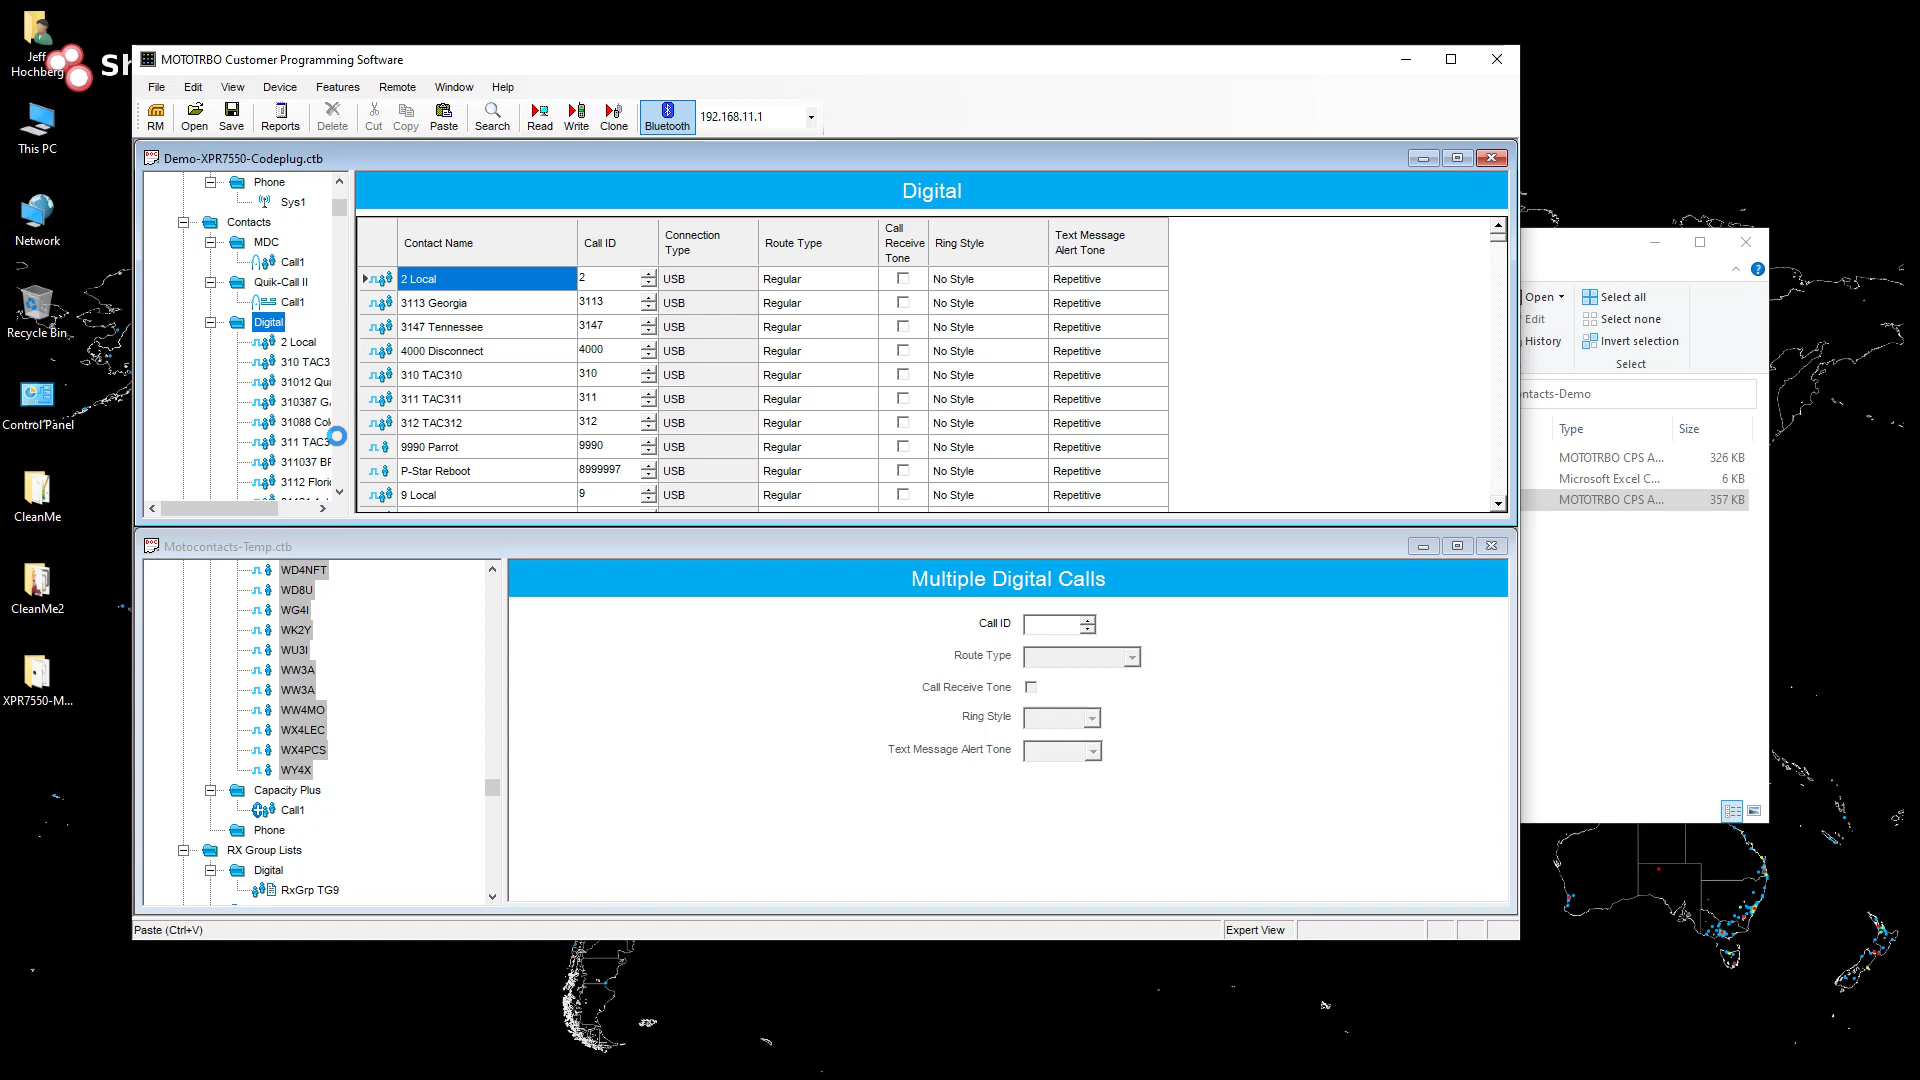 Jeff
Hochberg
Sh
This PC
Network
Recycle Bin
Control Panel
CleanMe
CleanMe2
XPR7550-M...
MOTOTRBO Customer Programming Software
File Edit View Device Features Remote Window Help
RM Open Save Reports Delete Cut Copy Paste Search Read Write Clone Bluetooth 192.168.11.1
Demo-XPR7550-Codeplug.ctb
Phone
Sys1
Contacts
MDC
Call1
Quik-Call II
Call1
Digital
2 Local
310 TAC3
31012 Qua
310387 G
31088 Col
311 TAC3
311037 BF
3112 Flori
Digital
Contact Name Call ID Connection Type Route Type Call Receive Tone Ring Style Text Message Alert Tone
2 Local 2 USB Regular No Style Repetitive
3113 Georgia 3113 USB Regular No Style Repetitive
3147 Tennessee 3147 USB Regular No Style Repetitive
4000 Disconnect 4000 USB Regular No Style Repetitive
310 TAC310 310 USB Regular No Style Repetitive
311 TAC311 311 USB Regular No Style Repetitive
312 TAC312 312 USB Regular No Style Repetitive
9990 Parrot 9990 USB Regular No Style Repetitive
P-Star Reboot 8999997 USB Regular No Style Repetitive
9 Local 9 USB Regular No Style Repetitive
Motocontacts-Temp.ctb
WD4NFT
WD8U
WG4I
WK2Y
WU3I
WW3A
WW3A
WW4MO
WX4LEC
WX4PCS
WY4X
Capacity Plus
Call1
Phone
RX Group Lists
Digital
RxGrp TG9
Multiple Digital Calls
Call ID
Route Type
Call Receive Tone
Ring Style
Text Message Alert Tone
Paste (Ctrl+V)
Expert View
Open
Edit
History
Select all
Select none
Invert selection
Select
ontacts-Demo
Type Size
MOTOTRBO CPS A... 326 KB
Microsoft Excel C... 6 KB
MOTOTRBO CPS A... 357 KB